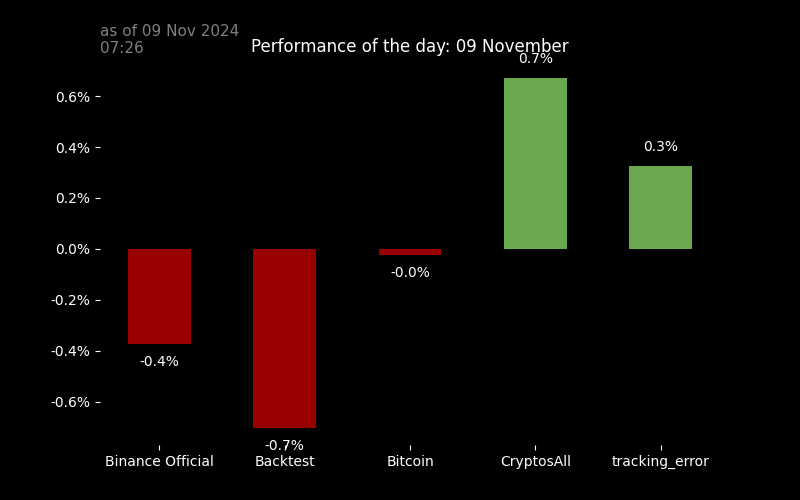 as of 09 Nov 2024
07:26
Performance of the day: 09 November
0.7%
0.6%
0.4%
0.3%
0.2%
0.0%
-0.0%
-0.2%
-0.4%
-0.4%
-0.6%
-0.7%
Binance Official
Backtest
Bitcoin
CryptosAll
tracking_error